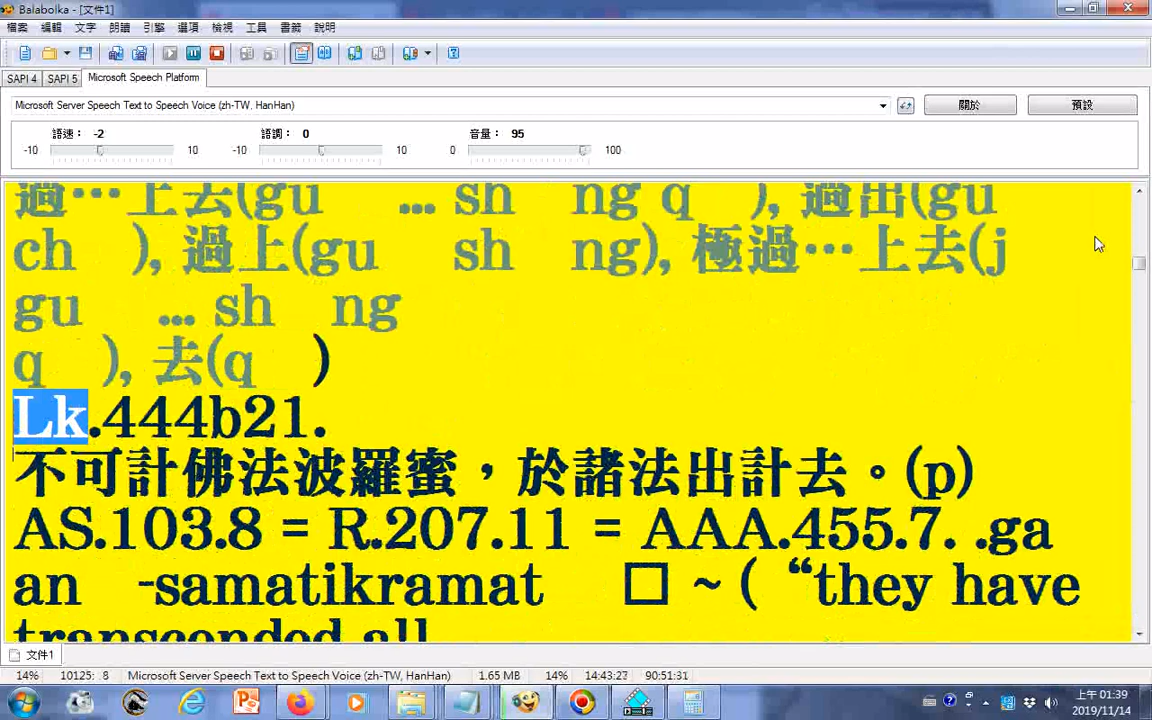 Balabolka - [文件1]
檔案 編輯 文字 朗讀 引擎 選項 檢視 工具 書籤 說明
SAPI 4 SAPI 5 Microsoft Speech Platform
Microsoft Server Speech Text to Speech Voice (zh-TW, HanHan) 關於 預設
語速： -2 語調： 0 音量： 95
-10 10 -10 10 0 100
過…上去(gu ... sh ng q ), 過出(gu
ch ), 過上(gu sh ng), 極過…上去(j
gu ... sh ng
q ), 去(q )
Lk.444b21.
不可計佛法波羅蜜，於諸法出計去。(p)
AS.103.8 = R.207.11 = AAA.455.7. .ga
an -samatikramat □ ~ ( “they have
transcended all
文件1
14% 10125: 8 Microsoft Server Speech Text to Speech Voice (zh-TW, HanHan) 1.65 MB 14% 14:43:27 90:51:31
上午 01:39
2019/11/14